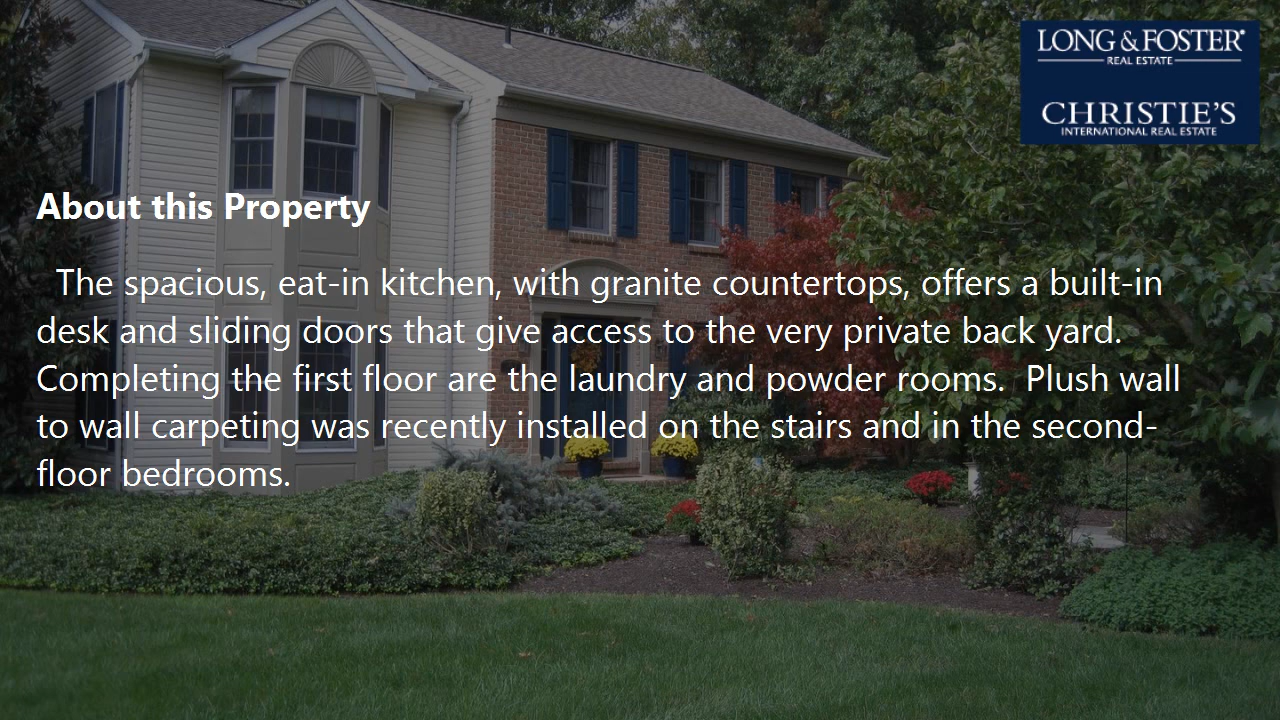 LONG & FOSTER®
REAL ESTATE
CHRISTIE'S
INTERNATIONAL REAL ESTATE
About this Property
The spacious, eat-in kitchen, with granite countertops, offers a built-in
desk and sliding doors that give access to the very private back yard.
Completing the first floor are the laundry and powder rooms.  Plush wall
to wall carpeting was recently installed on the stairs and in the second-
floor bedrooms.